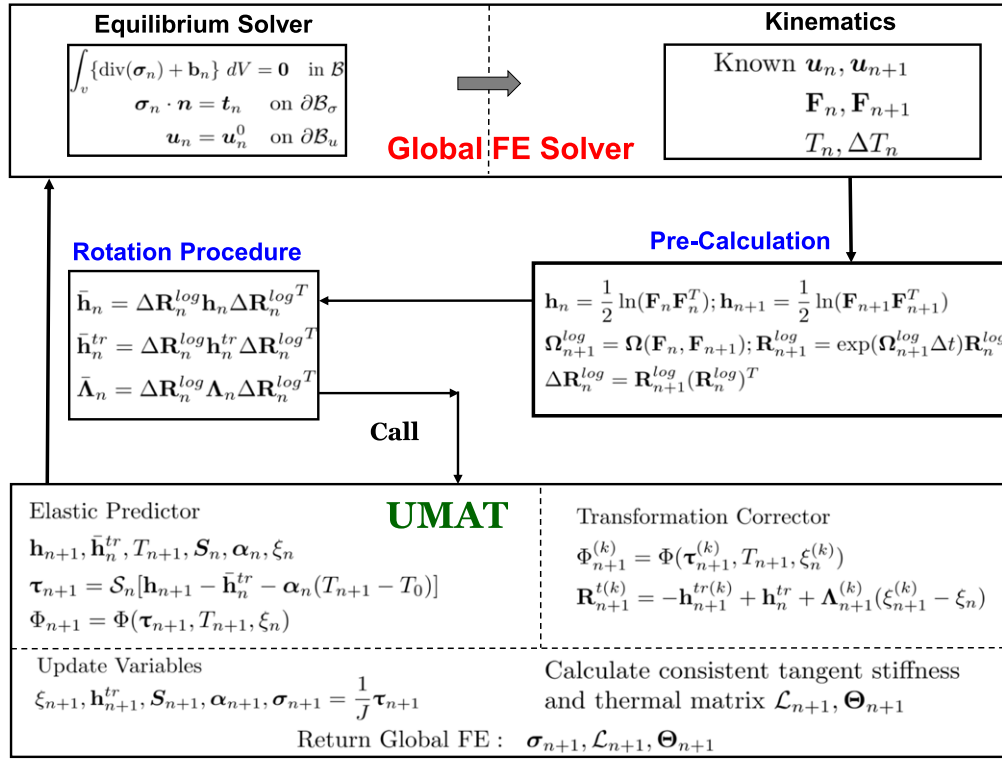 Equilibrium Solver
∫_v {div(σ_n) + b_n} dV = 0 in ℬ
σ_n · n = t_n on ∂ℬ_σ
u_n = u_n^0 on ∂ℬ_u
Kinematics
Known u_n, u_{n+1}
F_n, F_{n+1}
T_n, ΔT_n
Global FE Solver
Rotation Procedure
h̄_n = ΔR_n^{log} h_n ΔR_n^{log^T}
h̄_n^{tr} = ΔR_n^{log} h_n^{tr} ΔR_n^{log^T}
Λ̄_n = ΔR_n^{log} Λ_n ΔR_n^{log^T}
Pre-Calculation
h_n = 1/2 ln(F_n F_n^T); h_{n+1} = 1/2 ln(F_{n+1} F_{n+1}^T)
Ω_{n+1}^{log} = Ω(F_n, F_{n+1}); R_{n+1}^{log} = exp(Ω_{n+1}^{log} Δt) R_n^{log}
ΔR_n^{log} = R_{n+1}^{log} (R_n^{log})^T
Call
UMAT
Elastic Predictor
h_{n+1}, h̄_n^{tr}, T_{n+1}, S_n, α_n, ξ_n
τ_{n+1} = 𝒮_n[h_{n+1} − h̄_n^{tr} − α_n(T_{n+1} − T_0)]
Φ_{n+1} = Φ(τ_{n+1}, T_{n+1}, ξ_n)
Transformation Corrector
Φ_{n+1}^{(k)} = Φ(τ_{n+1}^{(k)}, T_{n+1}, ξ_n^{(k)})
R_{n+1}^{t(k)} = −h_{n+1}^{tr(k)} + h_n^{tr} + Λ_{n+1}^{(k)}(ξ_{n+1}^{(k)} − ξ_n)
Update Variables
ξ_{n+1}, h_{n+1}^{tr}, S_{n+1}, α_{n+1}, σ_{n+1} = 1/J τ_{n+1}
Calculate consistent tangent stiffness
and thermal matrix ℒ_{n+1}, Θ_{n+1}
Return Global FE : σ_{n+1}, ℒ_{n+1}, Θ_{n+1}